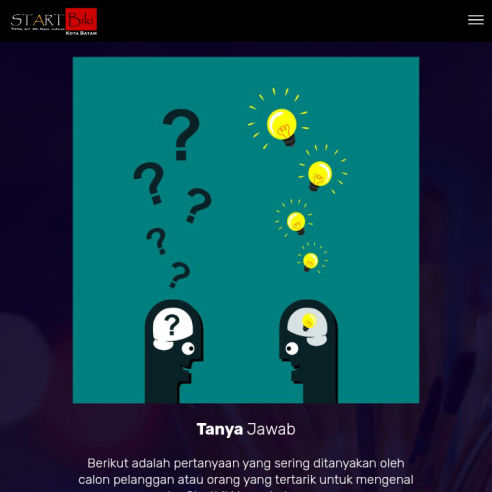 START Biki
KOTA BATAM
Tanya Jawab
Berikut adalah pertanyaan yang sering ditanyakan oleh
calon pelanggan atau orang yang tertarik untuk mengenal